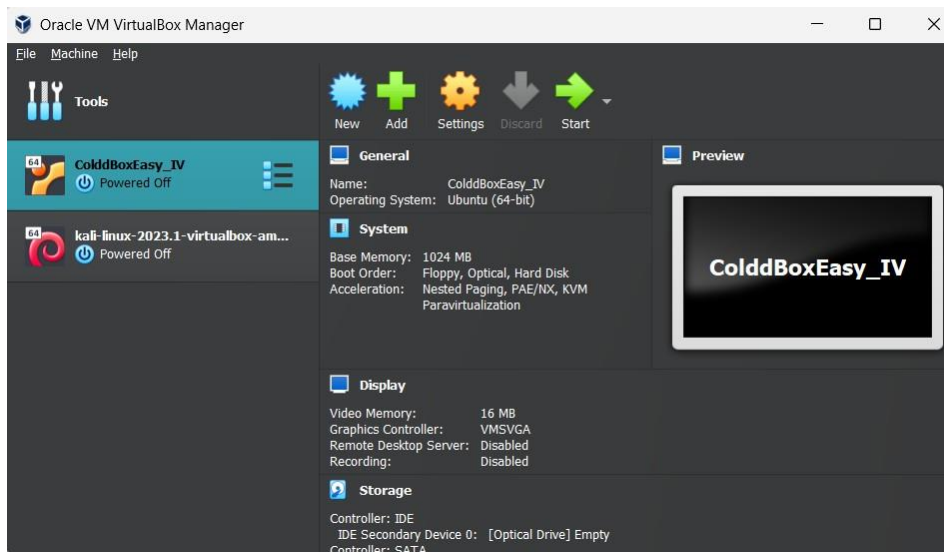 Oracle VM VirtualBox Manager
File Machine Help
Tools
New Add Settings Discard Start
64
ColddBoxEasy_IV
Powered Off
64
kali-linux-2023.1-virtualbox-am...
Powered Off
General
Name: ColddBoxEasy_IV
Operating System: Ubuntu (64-bit)
System
Base Memory: 1024 MB
Boot Order: Floppy, Optical, Hard Disk
Acceleration: Nested Paging, PAE/NX, KVM
Paravirtualization
Preview
ColddBoxEasy_IV
Display
Video Memory: 16 MB
Graphics Controller: VMSVGA
Remote Desktop Server: Disabled
Recording: Disabled
Storage
Controller: IDE
IDE Secondary Device 0: [Optical Drive] Empty
Controller: SATA